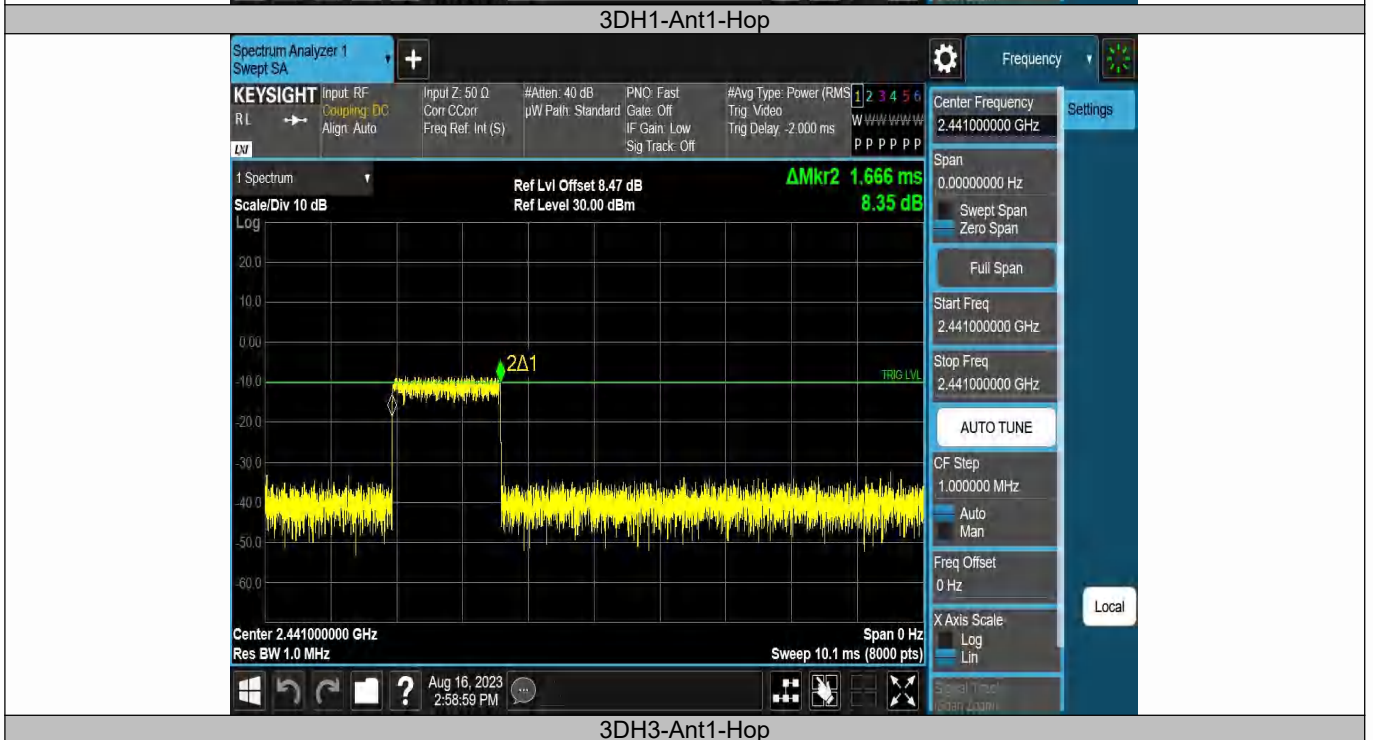 3DH1-Ant1-Hop
Spectrum Analyzer 1
Swept SA
+
Frequency
KEYSIGHT
RL
LXI
Input: RF
Coupling: DC
Align: Auto
Input Z: 50 Ω
Corr CCorr
Freq Ref: Int (S)
#Atten: 40 dB
µW Path: Standard
PNO: Fast
Gate: Off
IF Gain: Low
Sig Track: Off
#Avg Type: Power (RMS
Trig: Video
Trig Delay: -2.000 ms
1 2 3 4 5 6
W W W W W W
P P P P P P
1 Spectrum
Scale/Div 10 dB
Ref Lvl Offset 8.47 dB
Ref Level 30.00 dBm
ΔMkr2 1.666 ms
8.35 dB
Log
20.0
10.0
0.00
-10.0
-20.0
-30.0
-40.0
-50.0
-60.0
2Δ1
TRIG LVL
Center 2.441000000 GHz
Res BW 1.0 MHz
Span 0 Hz
Sweep 10.1 ms (8000 pts)
Center Frequency
2.441000000 GHz
Settings
Span
0.00000000 Hz
Swept Span
Zero Span
Full Span
Start Freq
2.441000000 GHz
Stop Freq
2.441000000 GHz
AUTO TUNE
CF Step
1.000000 MHz
Auto
Man
Freq Offset
0 Hz
X Axis Scale
Log
Lin
Local
?
Aug 16, 2023
2:58:59 PM
3DH3-Ant1-Hop